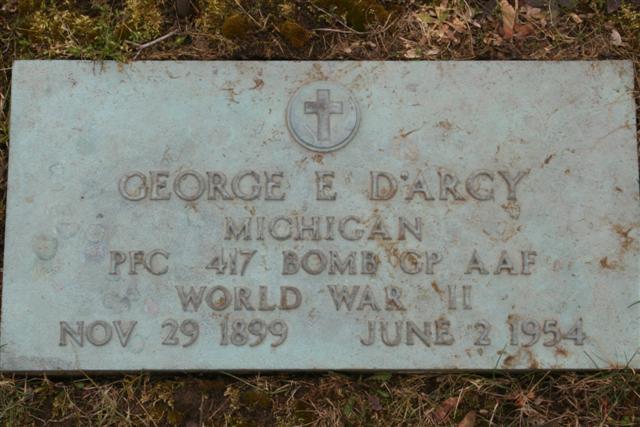 GEORGE E D'ARCY
MICHIGAN
PFC 417 BOMB GP AAF
WORLD WAR II
NOV 29 1899 JUNE 2 1954